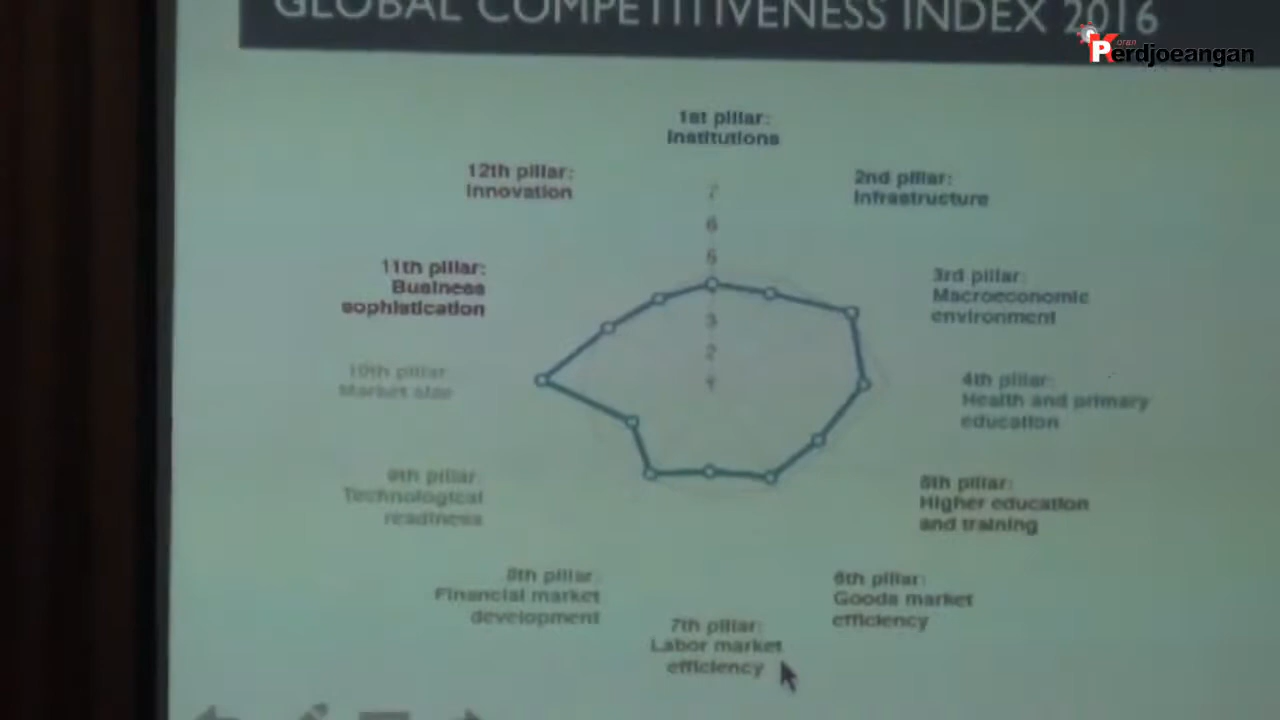 GLOBAL COMPETITIVENESS INDEX 2016
Koran
Perdjoeangan
1st pillar:
Institutions
12th pillar:
Innovation
2nd pillar:
Infrastructure
7
6
5
3
2
1
11th pillar:
Business
sophistication
3rd pillar:
Macroeconomic
environment
10th pillar:
Market size
4th pillar:
Health and primary
education
9th pillar:
Technological
readiness
5th pillar:
Higher education
and training
8th pillar:
Financial market
development
6th pillar:
Goods market
efficiency
7th pillar:
Labor market
efficiency